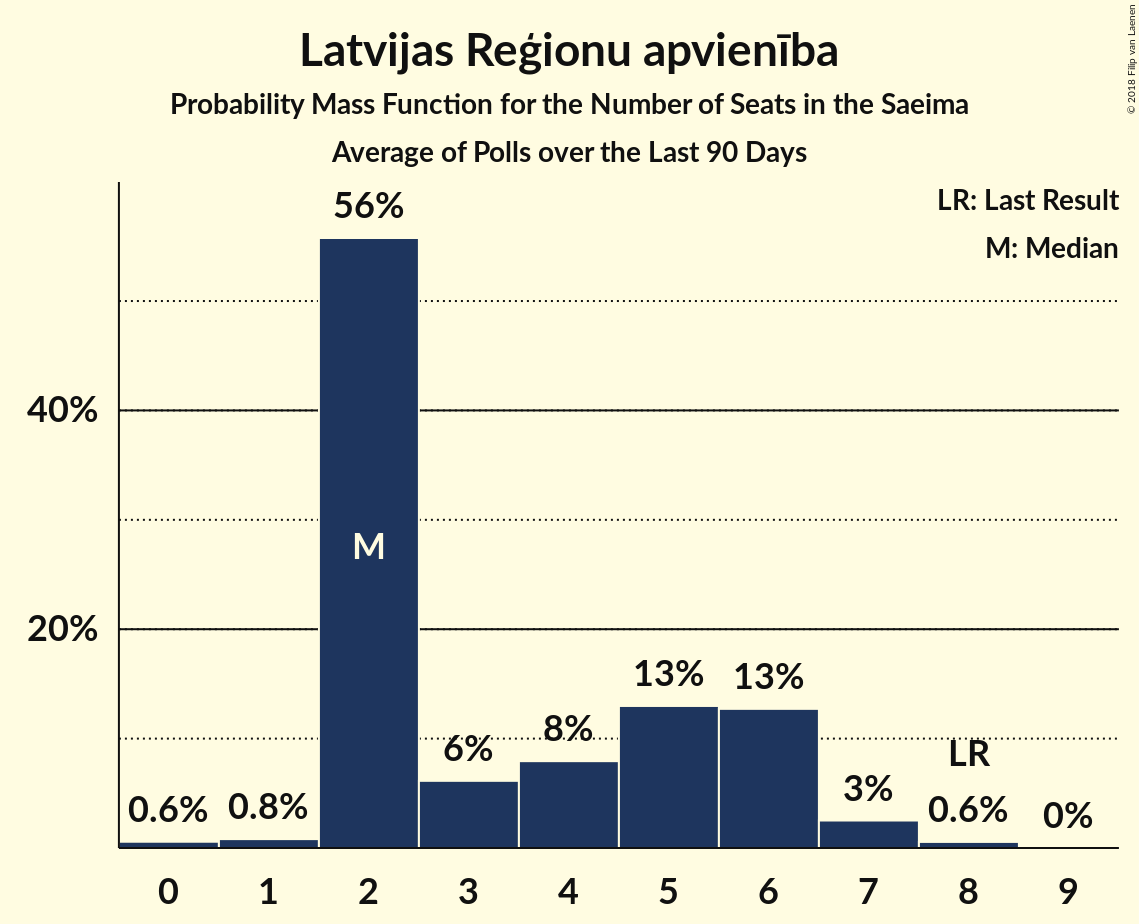 Latvijas Reģionu apvienība
Probability Mass Function for the Number of Seats in the Saeima
Average of Polls over the Last 90 Days
© 2018 Filip van Laenen
LR: Last Result
M: Median
56%
40%
M
20%
13%
13%
6%
8%
LR
0.6%
0.8%
3%
0.6%
0%
0 1 2 3 4 5 6 7 8 9